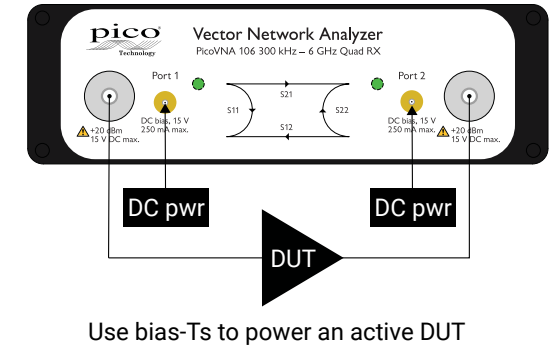 pico
Technology
Vector Network Analyzer
PicoVNA 106 300 kHz – 6 GHz Quad RX
Port 1
Port 2
S21
S11
S22
S12
DC bias, 15 V
250 mA max.
+20 dBm
15 V DC max.
DC bias, 15 V
250 mA max.
+20 dBm
15 V DC max.
DC pwr
DC pwr
DUT
Use bias-Ts to power an active DUT